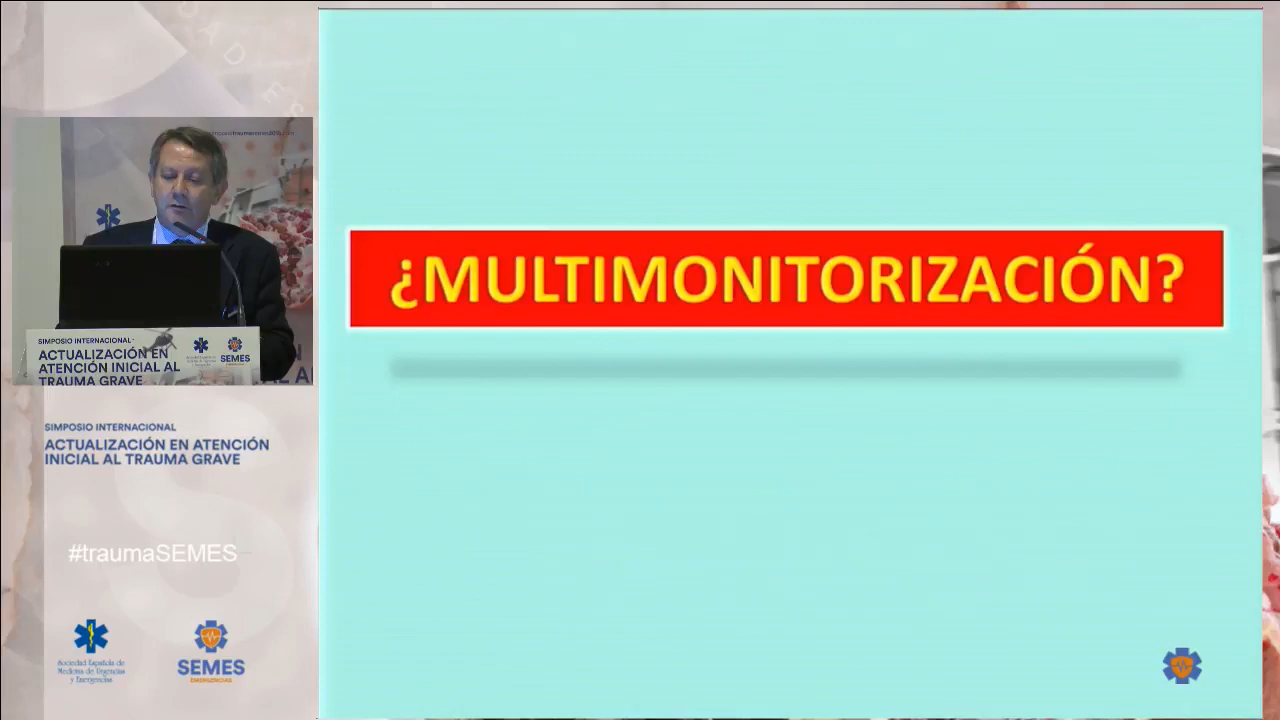 ¿MULTIMONITORIZACIÓN?
SIMPOSIO INTERNACIONAL
ACTUALIZACIÓN EN
ATENCIÓN INICIAL AL
TRAUMA GRAVE
SEMES
SIMPOSIO INTERNACIONAL
ACTUALIZACIÓN EN ATENCIÓN
INICIAL AL TRAUMA GRAVE
#traumaSEMES
Sociedad Española de
Medicina de Urgencias
y Emergencias
SEMES
EMERGENCIAS